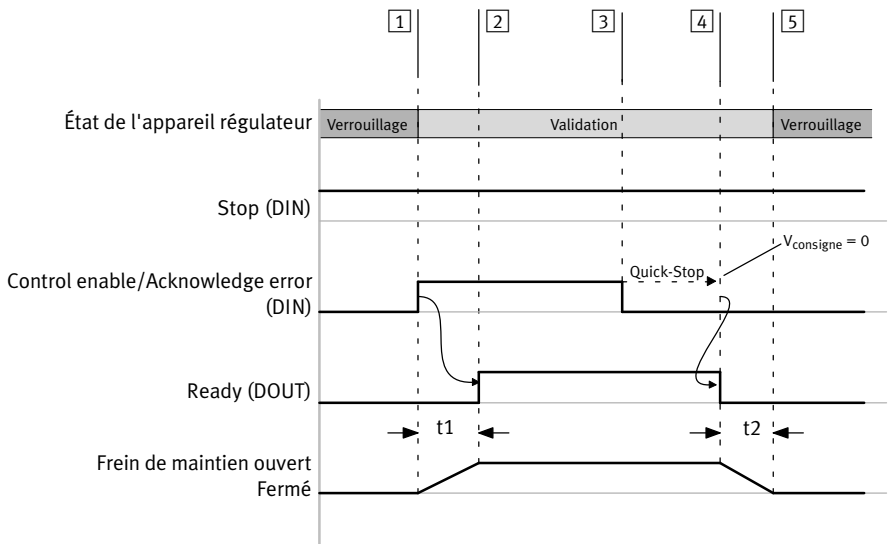 1 2 3 4 5
État de l'appareil régulateur
Verrouillage Validation Verrouillage
Stop (DIN)
Vconsigne = 0
Quick-Stop
Control enable/Acknowledge error
(DIN)
Ready (DOUT)
t1 t2
Frein de maintien ouvert
Fermé